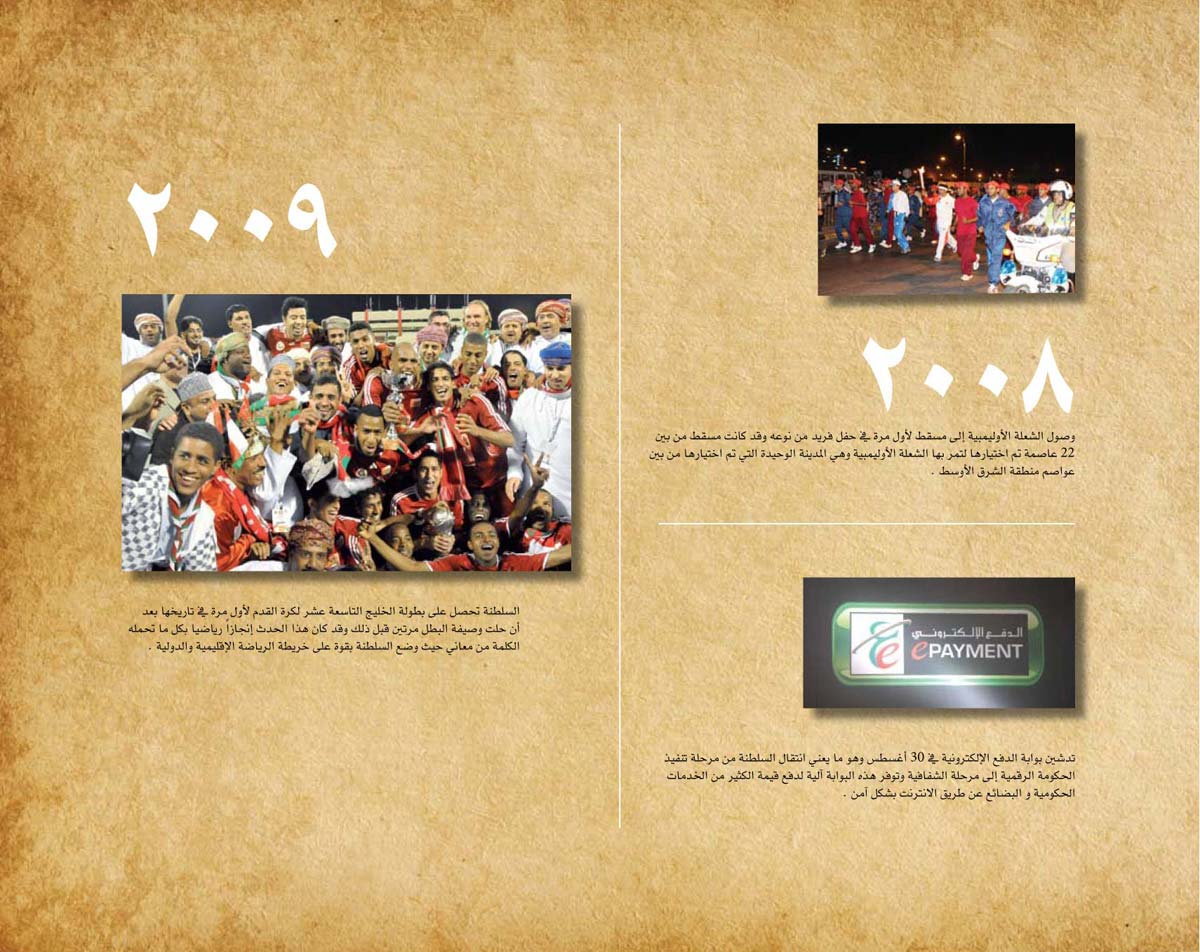 ٢٠٠٨
وصول الشعلة الأوليمبية إلى مسقط لأول مرة في حفل فريد من نوعه وقد كانت مسقط من بين
22 عاصمة تم اختيارها لتمر بها الشعلة الأوليمبية وهي المدينة الوحيدة التي تم اختيارها من بين
عواصم منطقة الشرق الأوسط .
الدفع الإلكتروني
ePAYMENT
تدشين بوابة الدفع الإلكترونية في 30 أغسطس وهو ما يعني انتقال السلطنة من مرحلة تنفيذ
الحكومة الرقمية إلى مرحلة الشفافية وتوفر هذه البوابة آلية لدفع قيمة الكثير من الخدمات
الحكومية و البضائع عن طريق الانترنت بشكل آمن .
٢٠٠٩
السلطنة تحصل على بطولة الخليج التاسعة عشر لكرة القدم لأول مرة في تاريخها بعد
أن حلت وصيفة البطل مرتين قبل ذلك وقد كان هذا الحدث إنجازاً رياضيا بكل ما تحمله
الكلمة من معاني حيث وضع السلطنة بقوة على خريطة الرياضة الإقليمية والدولية .